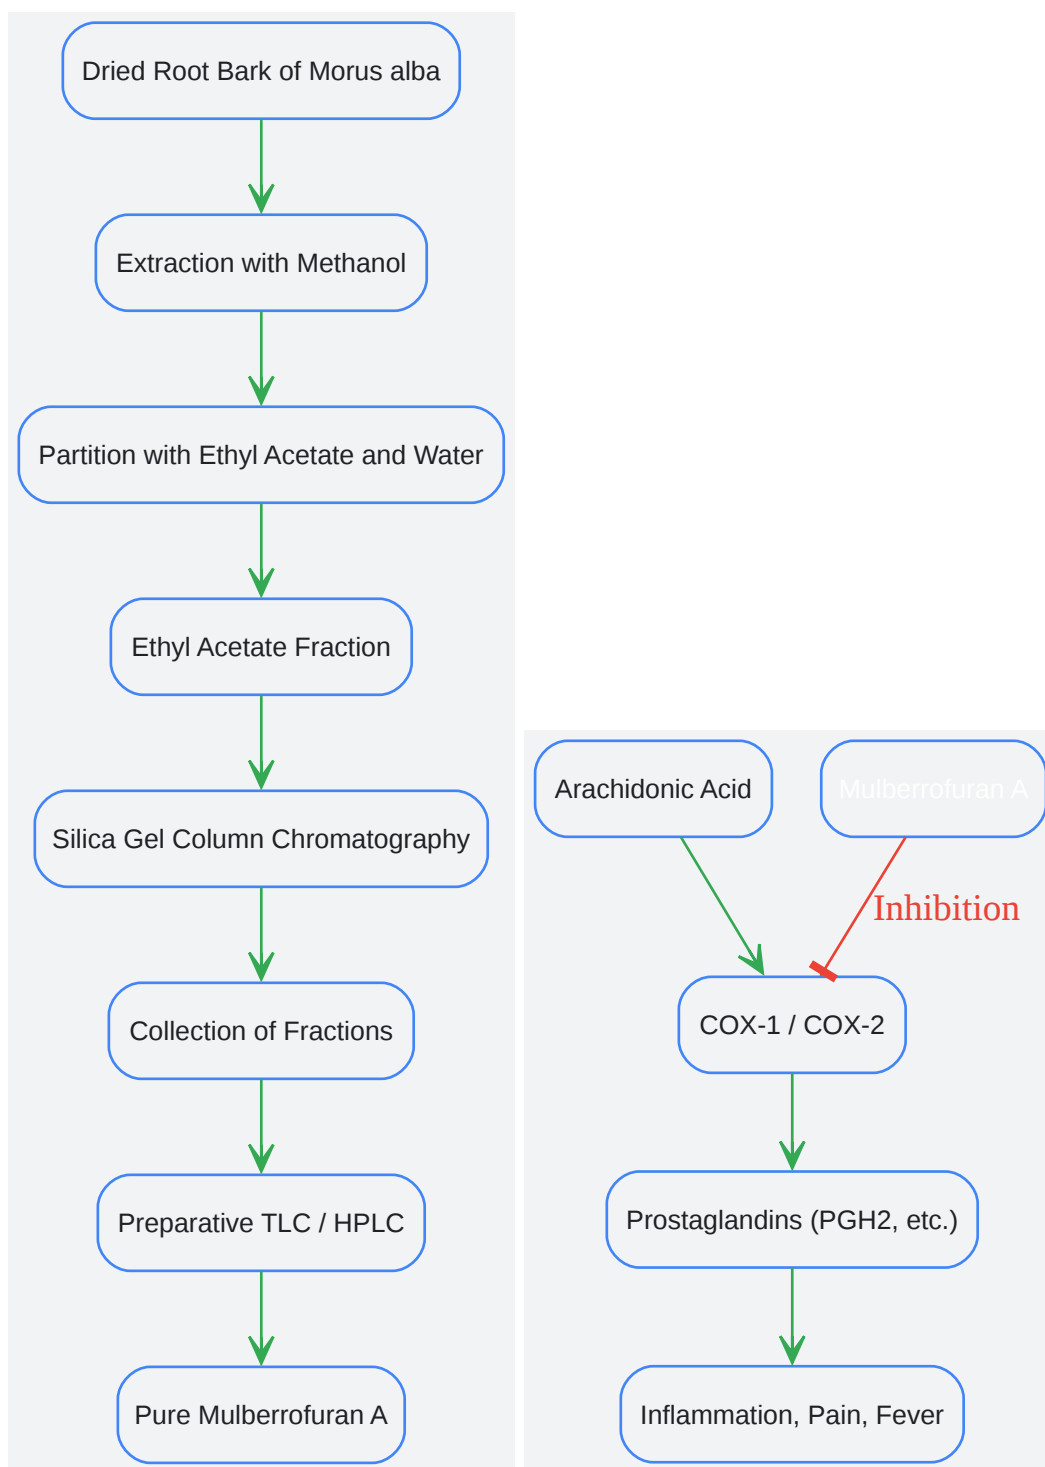 Dried Root Bark of Morus alba
Extraction with Methanol
Partition with Ethyl Acetate and Water
Ethyl Acetate Fraction
Silica Gel Column Chromatography
Collection of Fractions
Preparative TLC / HPLC
Pure Mulberrofuran A
Arachidonic Acid
Mulberrofuran A
Inhibition
COX-1 / COX-2
Prostaglandins (PGH2, etc.)
Inflammation, Pain, Fever